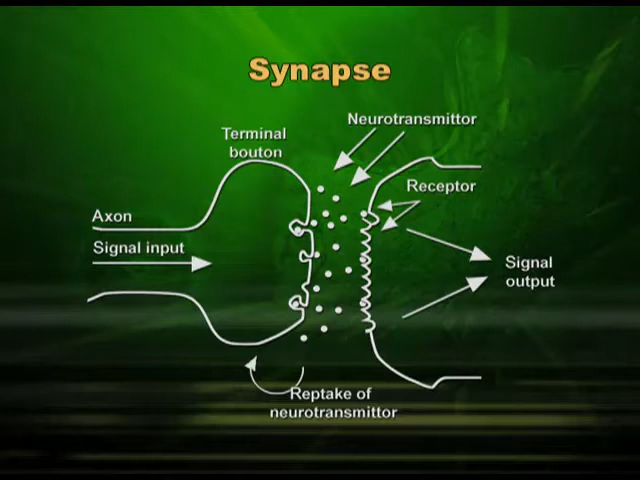 Synapse
Neurotransmittor
Terminal
bouton
Receptor
Axon
Signal input
Signal
output
Reptake of
neurotransmittor